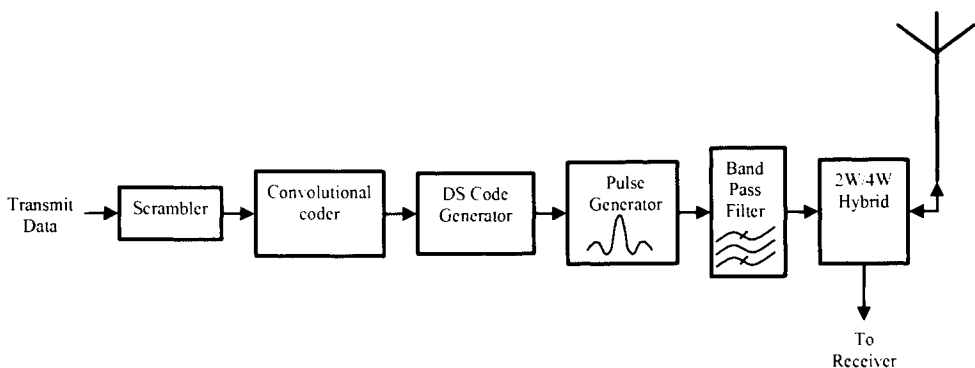 Transmit
Data
Scrambler
Convolutional
coder
DS Code
Generator
Pulse
Generator
Band
Pass
Filter
2W/4W
Hybrid
To
Receiver